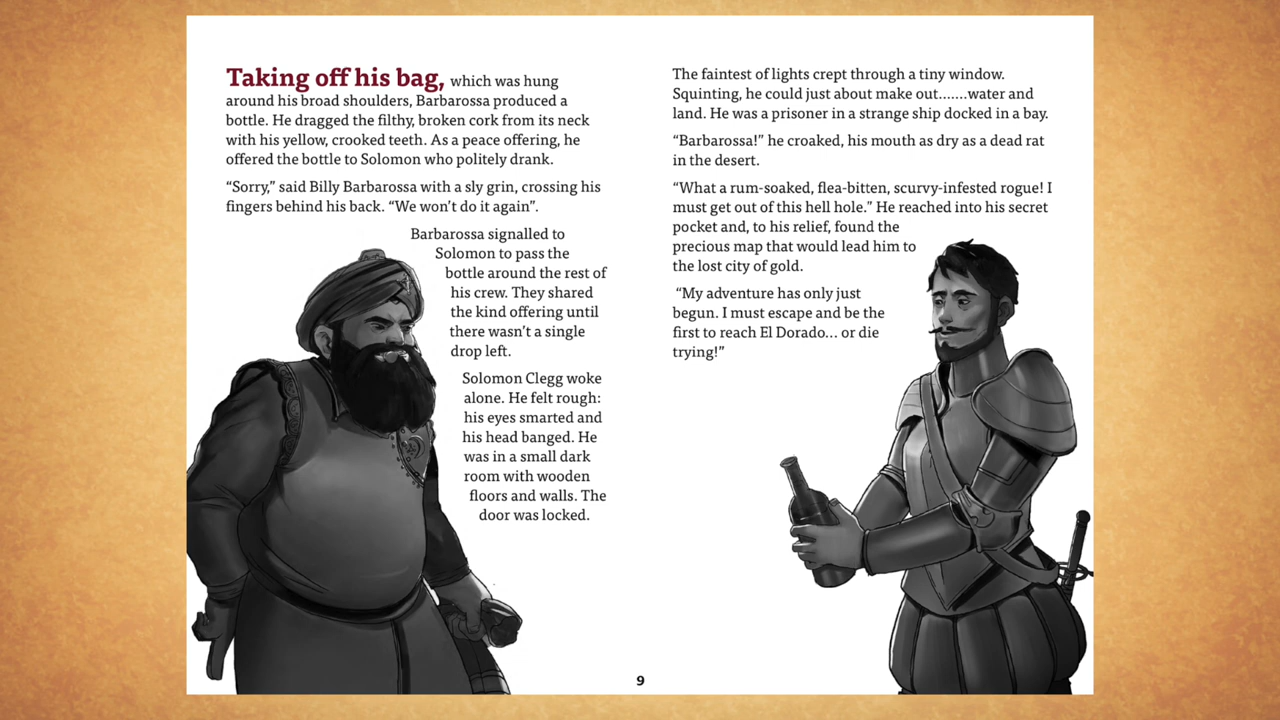 Taking off his bag, which was hung
around his broad shoulders, Barbarossa produced a
bottle. He dragged the filthy, broken cork from its neck
with his yellow, crooked teeth. As a peace offering, he
offered the bottle to Solomon who politely drank.
“Sorry,” said Billy Barbarossa with a sly grin, crossing his
fingers behind his back. “We won’t do it again”.
Barbarossa signalled to
Solomon to pass the
bottle around the rest of
his crew. They shared
the kind offering until
there wasn’t a single
drop left.
Solomon Clegg woke
alone. He felt rough:
his eyes smarted and
his head banged. He
was in a small dark
room with wooden
floors and walls. The
door was locked.
The faintest of lights crept through a tiny window.
Squinting, he could just about make out.......water and
land. He was a prisoner in a strange ship docked in a bay.
“Barbarossa!” he croaked, his mouth as dry as a dead rat
in the desert.
“What a rum-soaked, flea-bitten, scurvy-infested rogue! I
must get out of this hell hole.” He reached into his secret
pocket and, to his relief, found the
precious map that would lead him to
the lost city of gold.
“My adventure has only just
begun. I must escape and be the
first to reach El Dorado... or die
trying!”
9